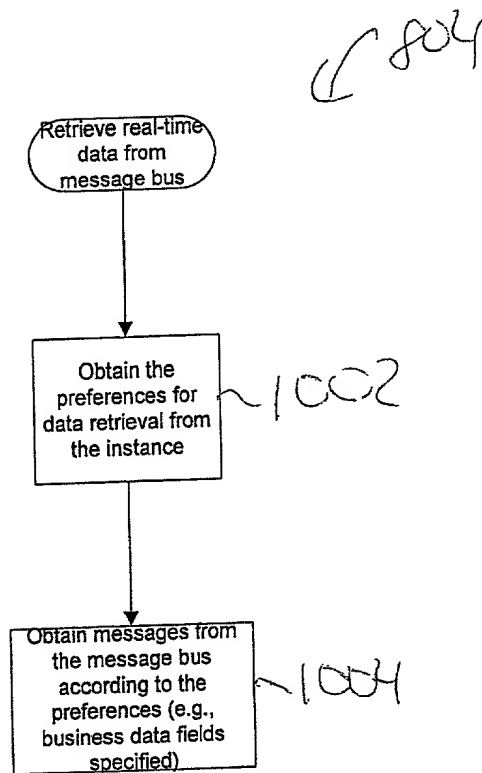 804
Retrieve real-time
data from
message bus
Obtain the
preferences for
data retrieval from
the instance
1002
Obtain messages from
the message bus
according to the
preferences (e.g.,
business data fields
specified)
1004